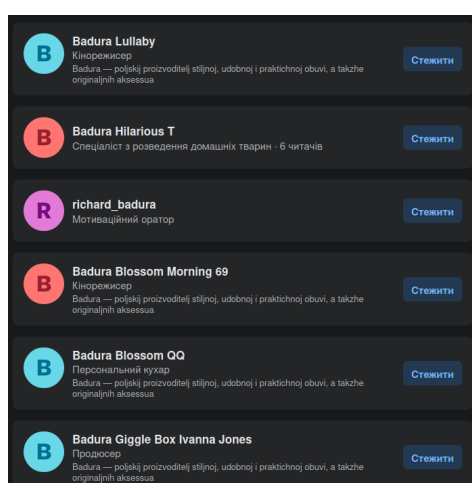 B
Badura Lullaby
Кінорежисер
Badura — poljskij proizvoditelj stiljnoj, udobnoj i praktichnoj obuvi, a takzhe
originaljnih aksessua
Стежити
B
Badura Hilarious T
Спеціаліст з розведення домашніх тварин · 6 читачів
Стежити
R
richard_badura
Мотиваційний оратор
Стежити
B
Badura Blossom Morning 69
Кінорежисер
Badura — poljskij proizvoditelj stiljnoj, udobnoj i praktichnoj obuvi, a takzhe
originaljnih aksessua
Стежити
B
Badura Blossom QQ
Персональний кухар
Badura — poljskij proizvoditelj stiljnoj, udobnoj i praktichnoj obuvi, a takzhe
originaljnih aksessua
Стежити
B
Badura Giggle Box Ivanna Jones
Продюсер
Badura — poljskij proizvoditelj stiljnoj, udobnoj i praktichnoj obuvi, a takzhe
originaljnih aksessua
Стежити